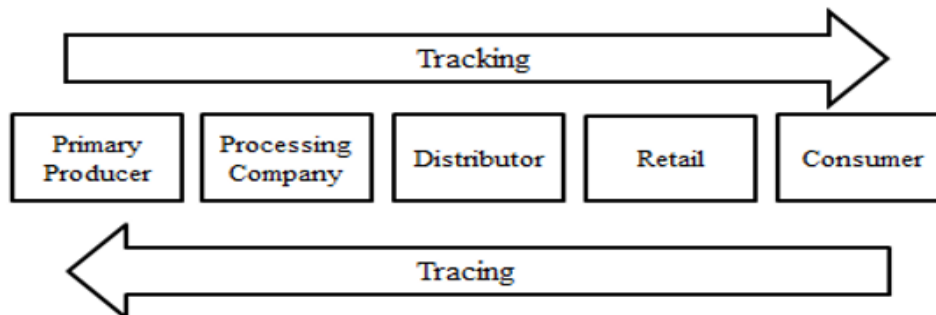 Tracking
Primary
Producer
Processing
Company
Distributor
Retail
Consumer
Tracing